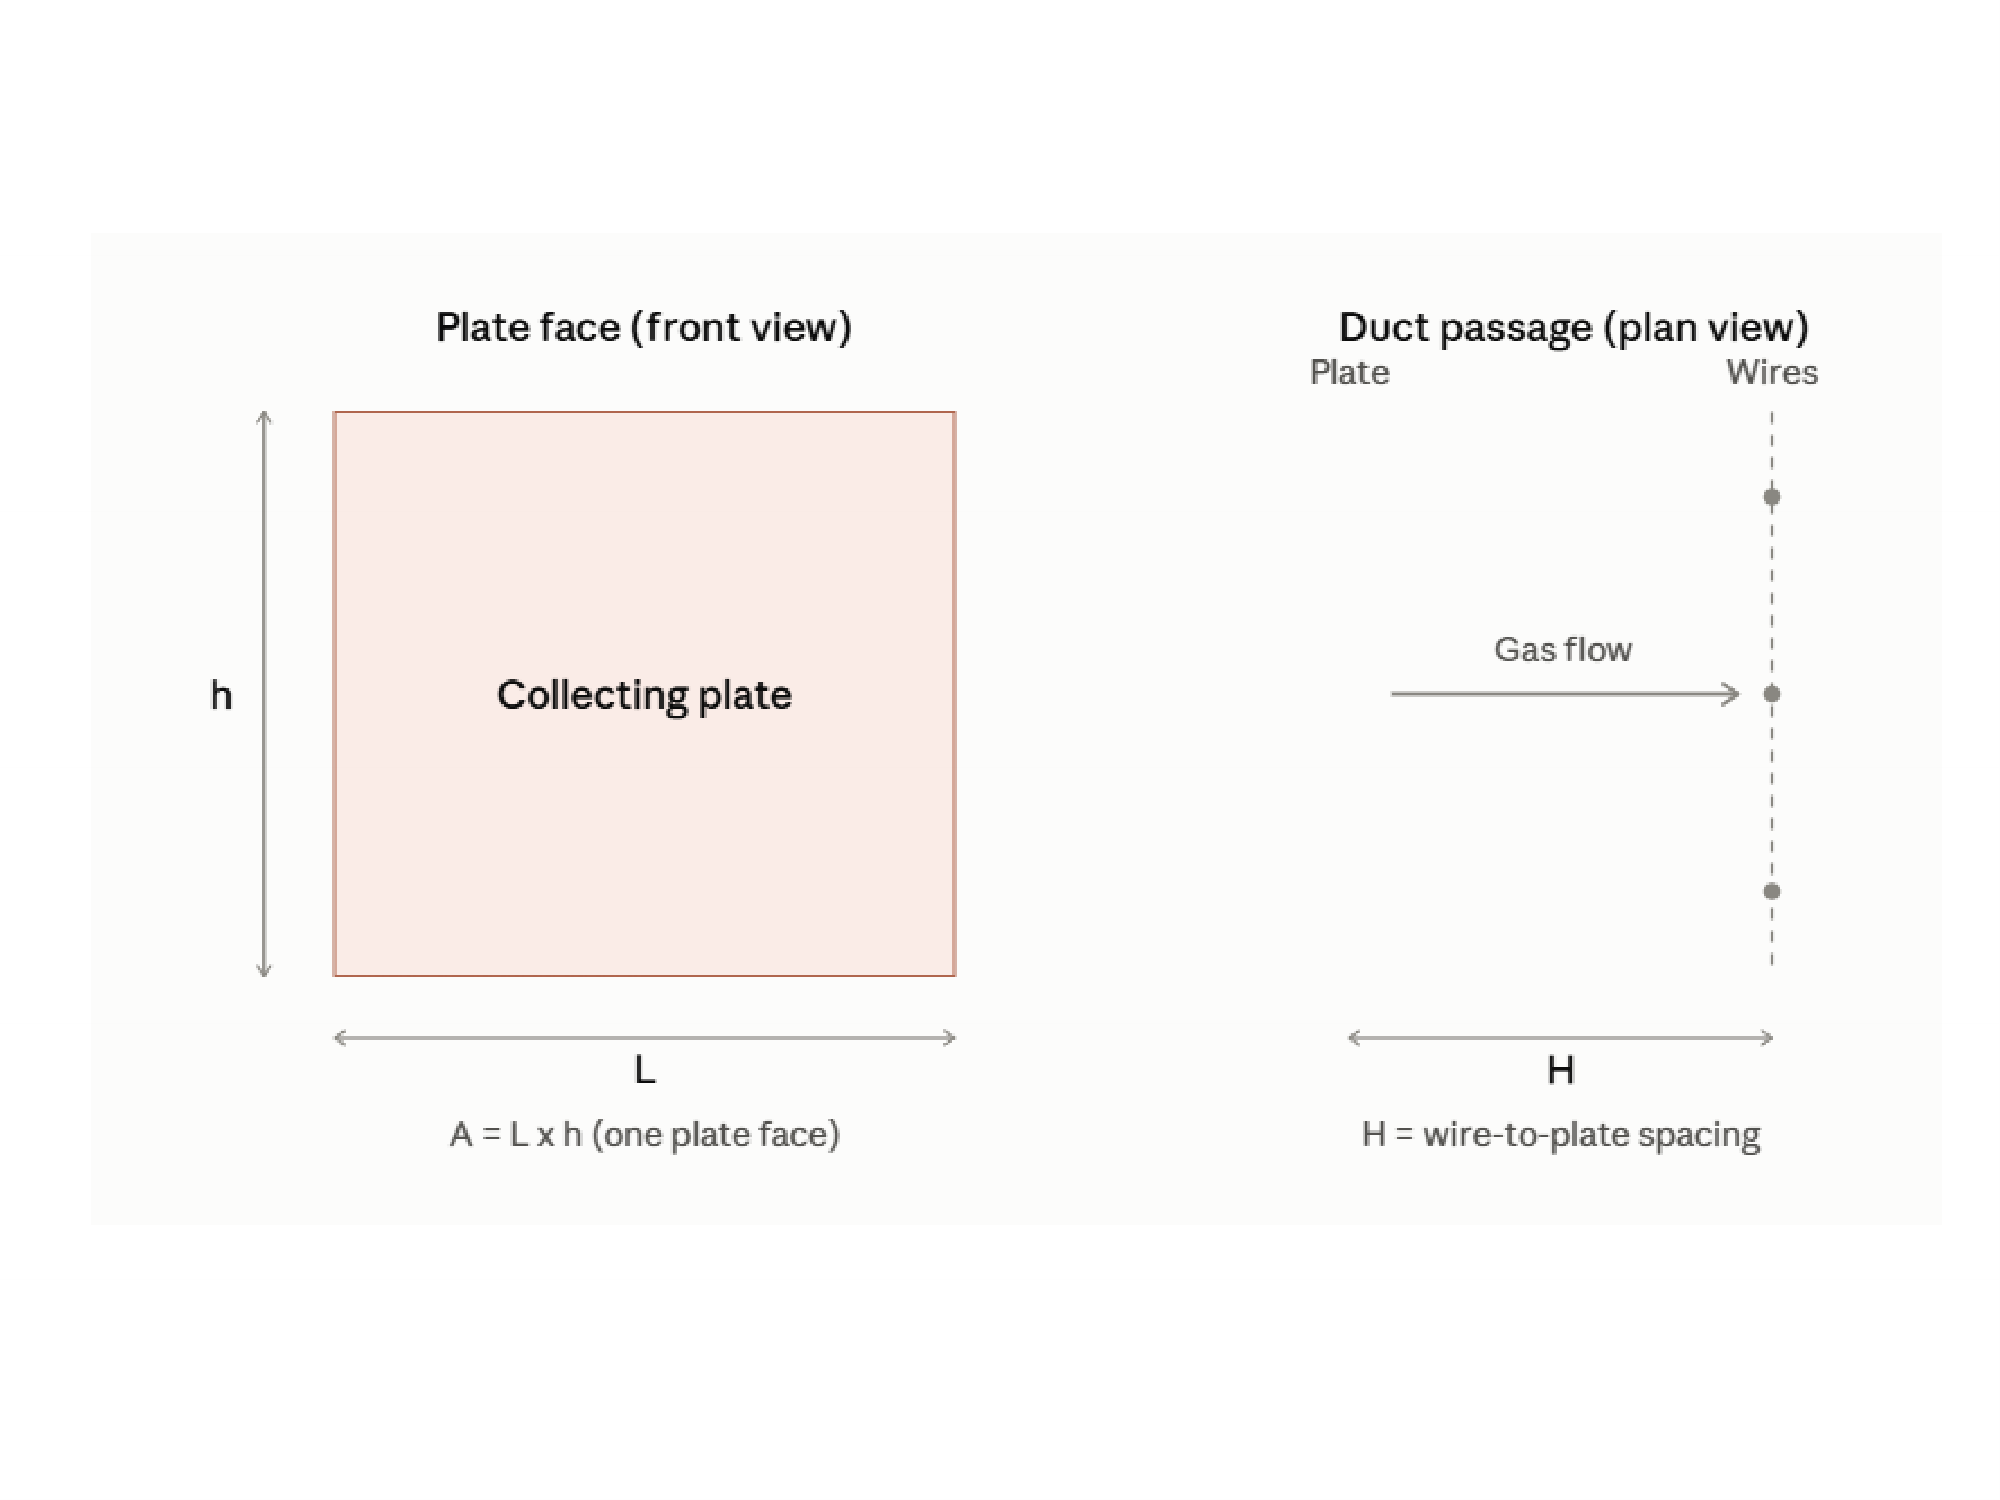 Plate face (front view)
h
Collecting plate
L
A = L x h (one plate face)
Duct passage (plan view)
Plate
Wires
Gas flow
H
H = wire-to-plate spacing